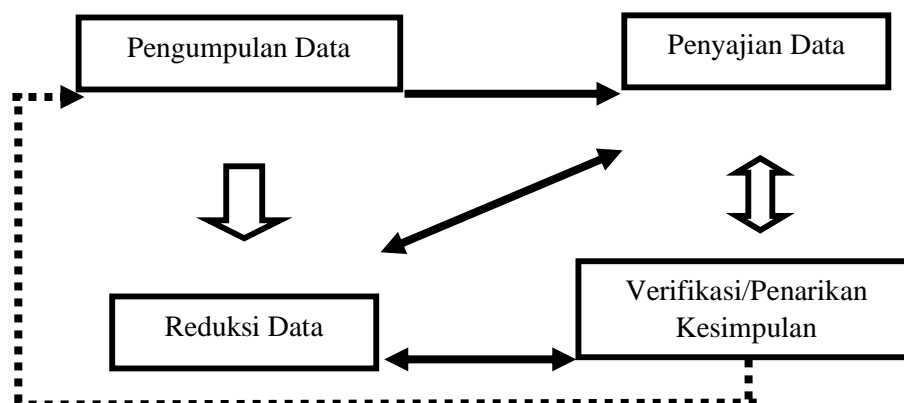 Pengumpulan Data
Penyajian Data
Reduksi Data
Verifikasi/Penarikan
Kesimpulan